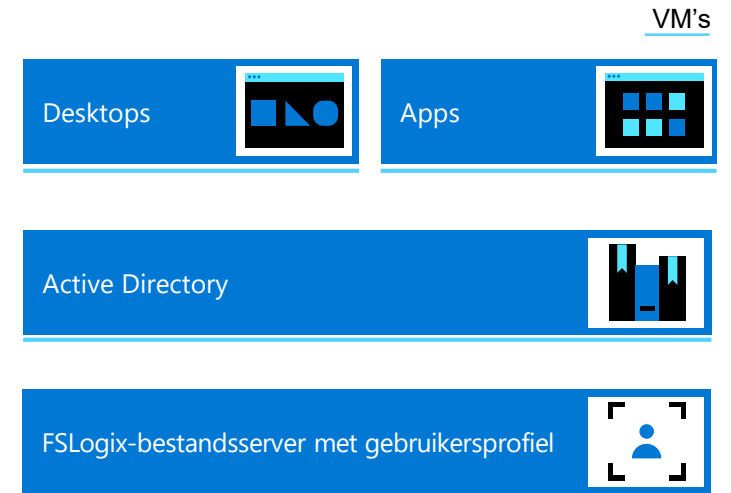 VM's
Desktops
Apps
Active Directory
FSLogix-bestandsserver met gebruikersprofiel